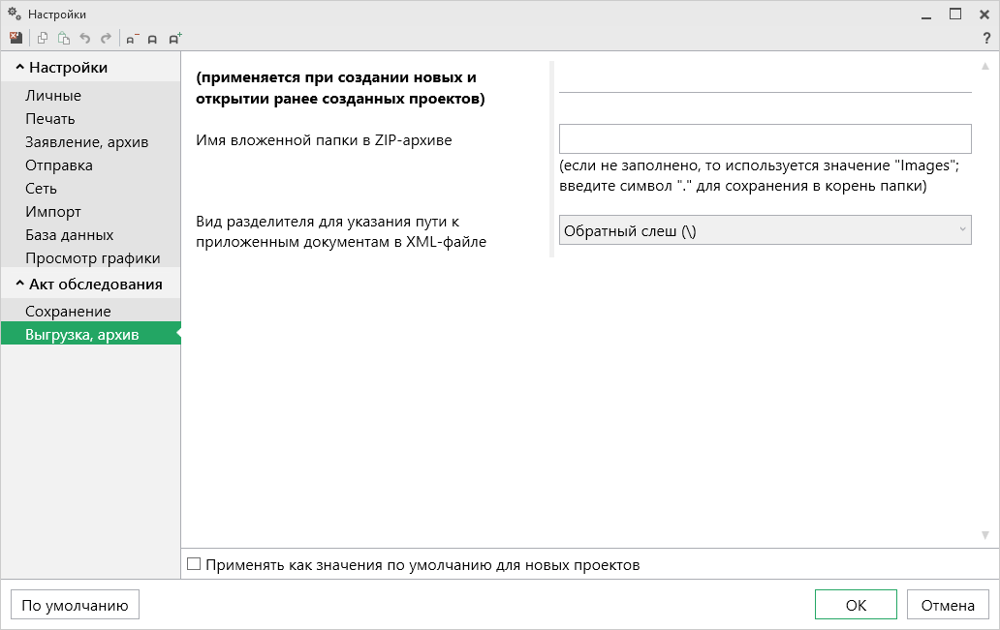 Настройки
?
Настройки
Личные
Печать
Заявление, архив
Отправка
Сеть
Импорт
База данных
Просмотр графики
Акт обследования
Сохранение
Выгрузка, архив
(применяется при создании новых и
открытии ранее созданных проектов)
Имя вложенной папки в ZIP-архиве
(если не заполнено, то используется значение "Images";
введите символ "." для сохранения в корень папки)
Вид разделителя для указания пути к
приложенным документам в XML-файле
Обратный слеш (\)
Применять как значения по умолчанию для новых проектов
По умолчанию
ОК
Отмена